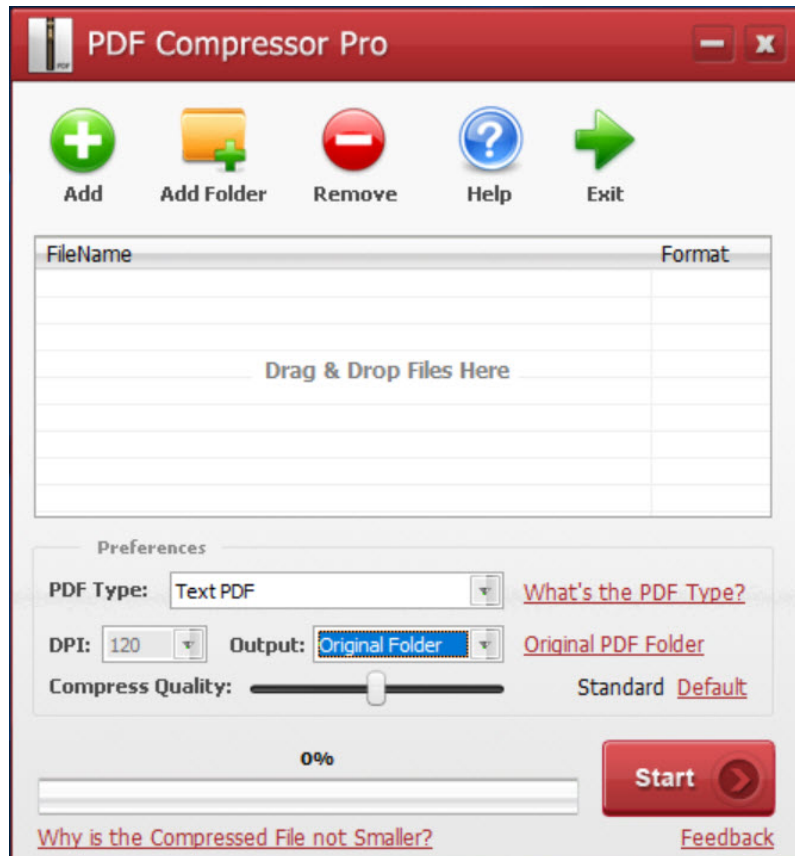 PDF Compressor Pro
PDF
Add Add Folder Remove Help Exit
FileName Format
Drag & Drop Files Here
Preferences
PDF Type: Text PDF What's the PDF Type?
DPI: 120 Output: Original Folder Original PDF Folder
Compress Quality: Standard Default
0%
Start
Why is the Compressed File not Smaller? Feedback